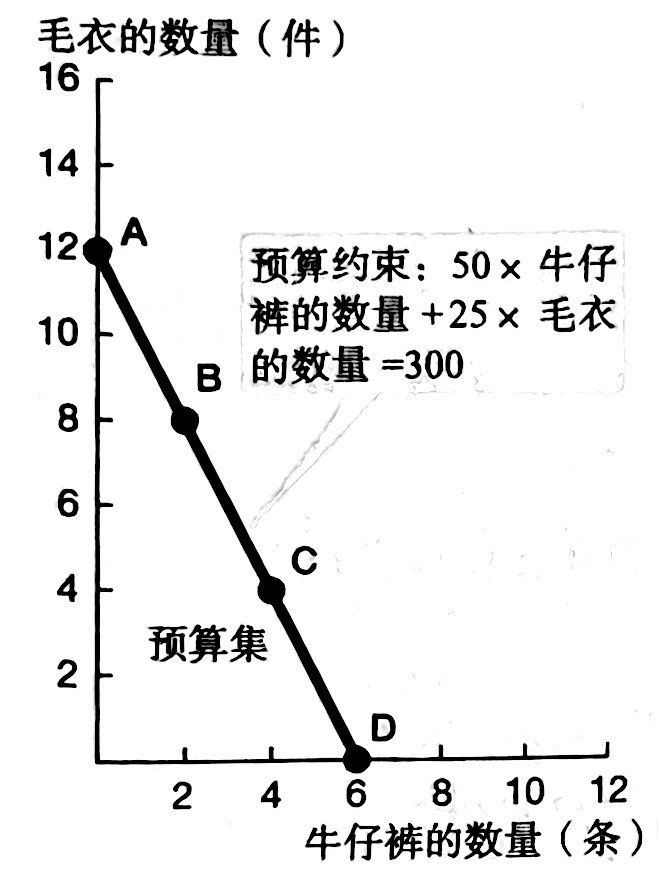 毛衣的数量（件）
16
14
12
A
预算约束：50× 牛仔
裤的数量 +25× 毛衣
的数量 =300
10
B
8
6
C
4
预算集
2
D
2 4 6 8 10 12
牛仔裤的数量（条）